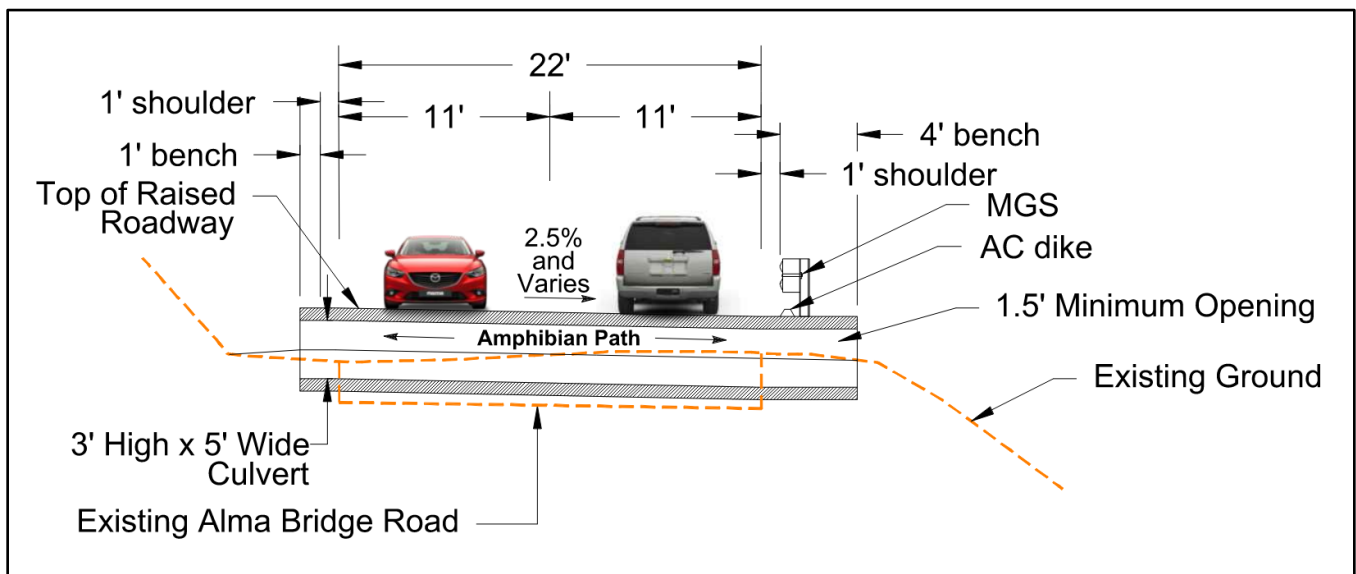 22'
1' shoulder
11'
11'
4' bench
1' bench
1' shoulder
Top of Raised
Roadway
MGS
2.5%
and
Varies
AC dike
1.5' Minimum Opening
Amphibian Path
Existing Ground
3' High x 5' Wide
Culvert
Existing Alma Bridge Road